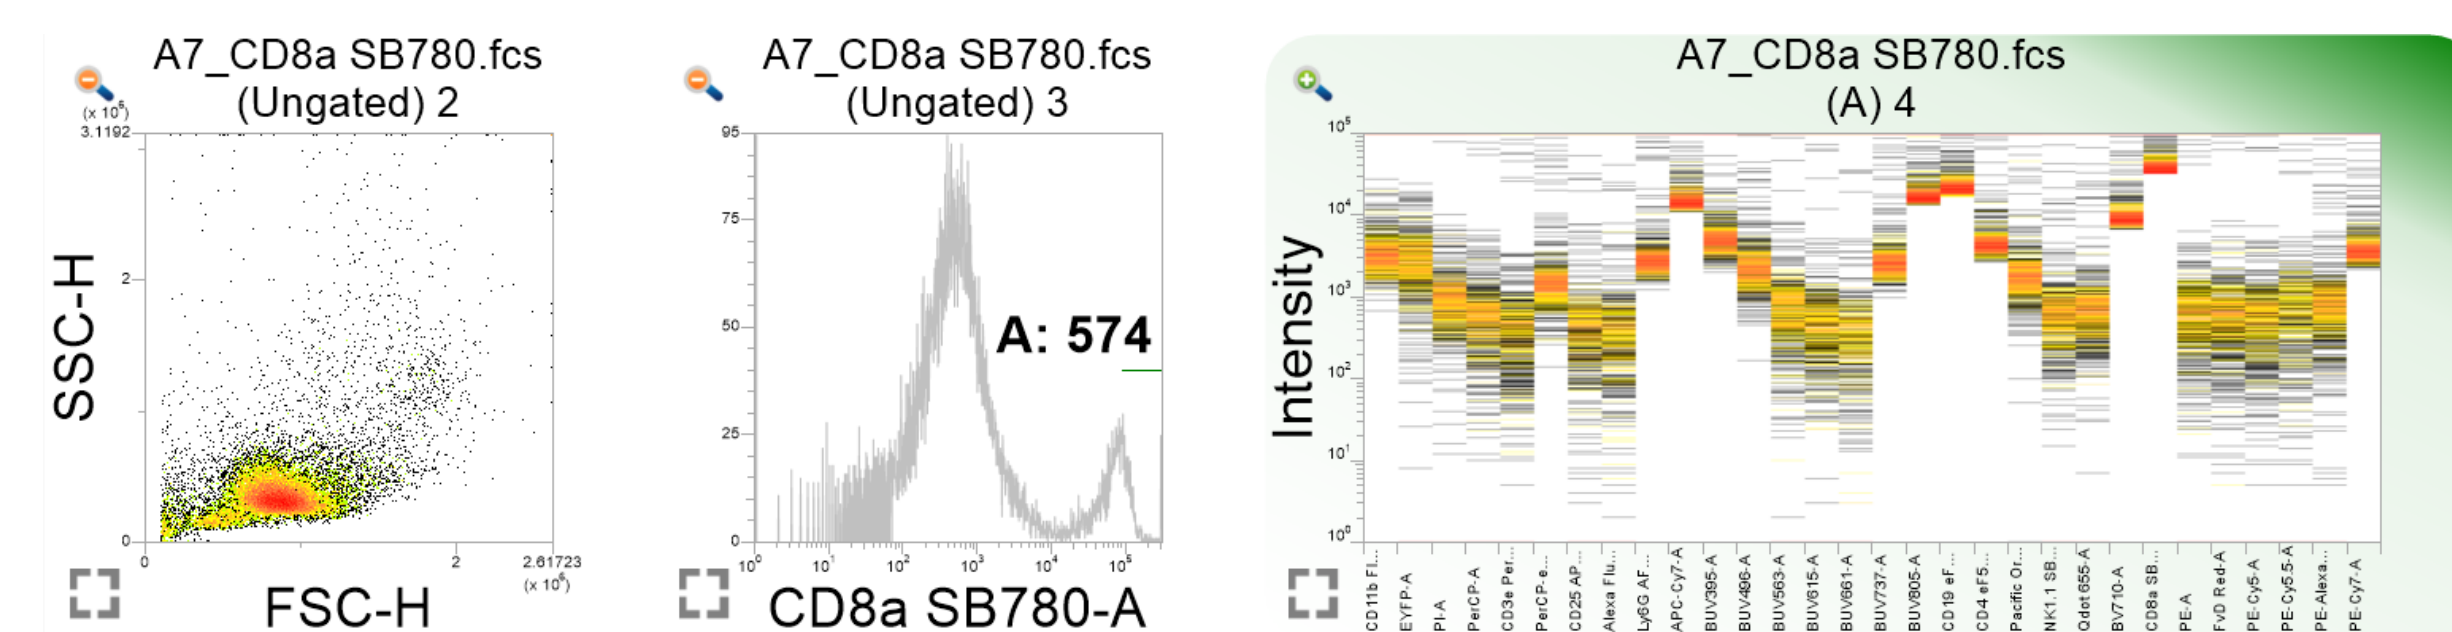 A7_CD8a SB780.fcs
(Ungated) 2
(x 10⁶)
3.1192
2
0
SSC-H
0
2
2.61723
(x 10⁶)
FSC-H
A7_CD8a SB780.fcs
(Ungated) 3
95
75
50
25
0
A: 574
10⁰
10¹
10²
10³
10⁴
10⁵
CD8a SB780-A
A7_CD8a SB780.fcs
(A) 4
Intensity
10⁵
10⁴
10³
10²
10¹
10⁰
CD11b Fl...
EYFP-A
PI-A
PerCP-A
CD3e Per...
PerCP-e...
CD25 AP...
Alexa Flu...
Ly6G AF...
APC-Cy7-A
BUV395-A
BUV496-A
BUV563-A
BUV615-A
BUV661-A
BUV737-A
BUV805-A
CD19 eF...
CD4 eF5...
Pacific Or...
NK1.1 SB...
Qdot 655-A
BV710-A
CD8a SB...
PE-A
FvD Red-A
PE-Cy5-A
PE-Cy5.5-A
PE-Alexa...
PE-Cy7-A